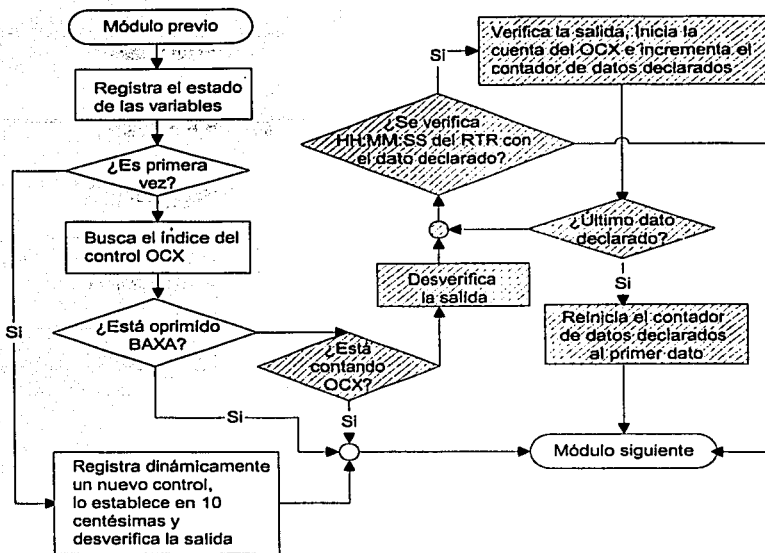 Módulo previo
Registra el estado
de las variables
¿Es primera
vez?
Busca el índice del
control OCX
¿Está oprimido
BAXA?
Si
Si
Registra dinámicamente
un nuevo control,
lo establece en 10
centésimas y
desverifica la salida
¿Está
contando
OCX?
Si
Desverifica
la salida
¿Se verifica
HH:MM:SS del RTR con
el dato declarado?
Si
Verifica la salida, Inicia la
cuenta del OCX e incrementa el
contador de datos declarados
¿Último dato
declarado?
Si
Reinicia el contador
de datos declarados
al primer dato
Módulo siguiente